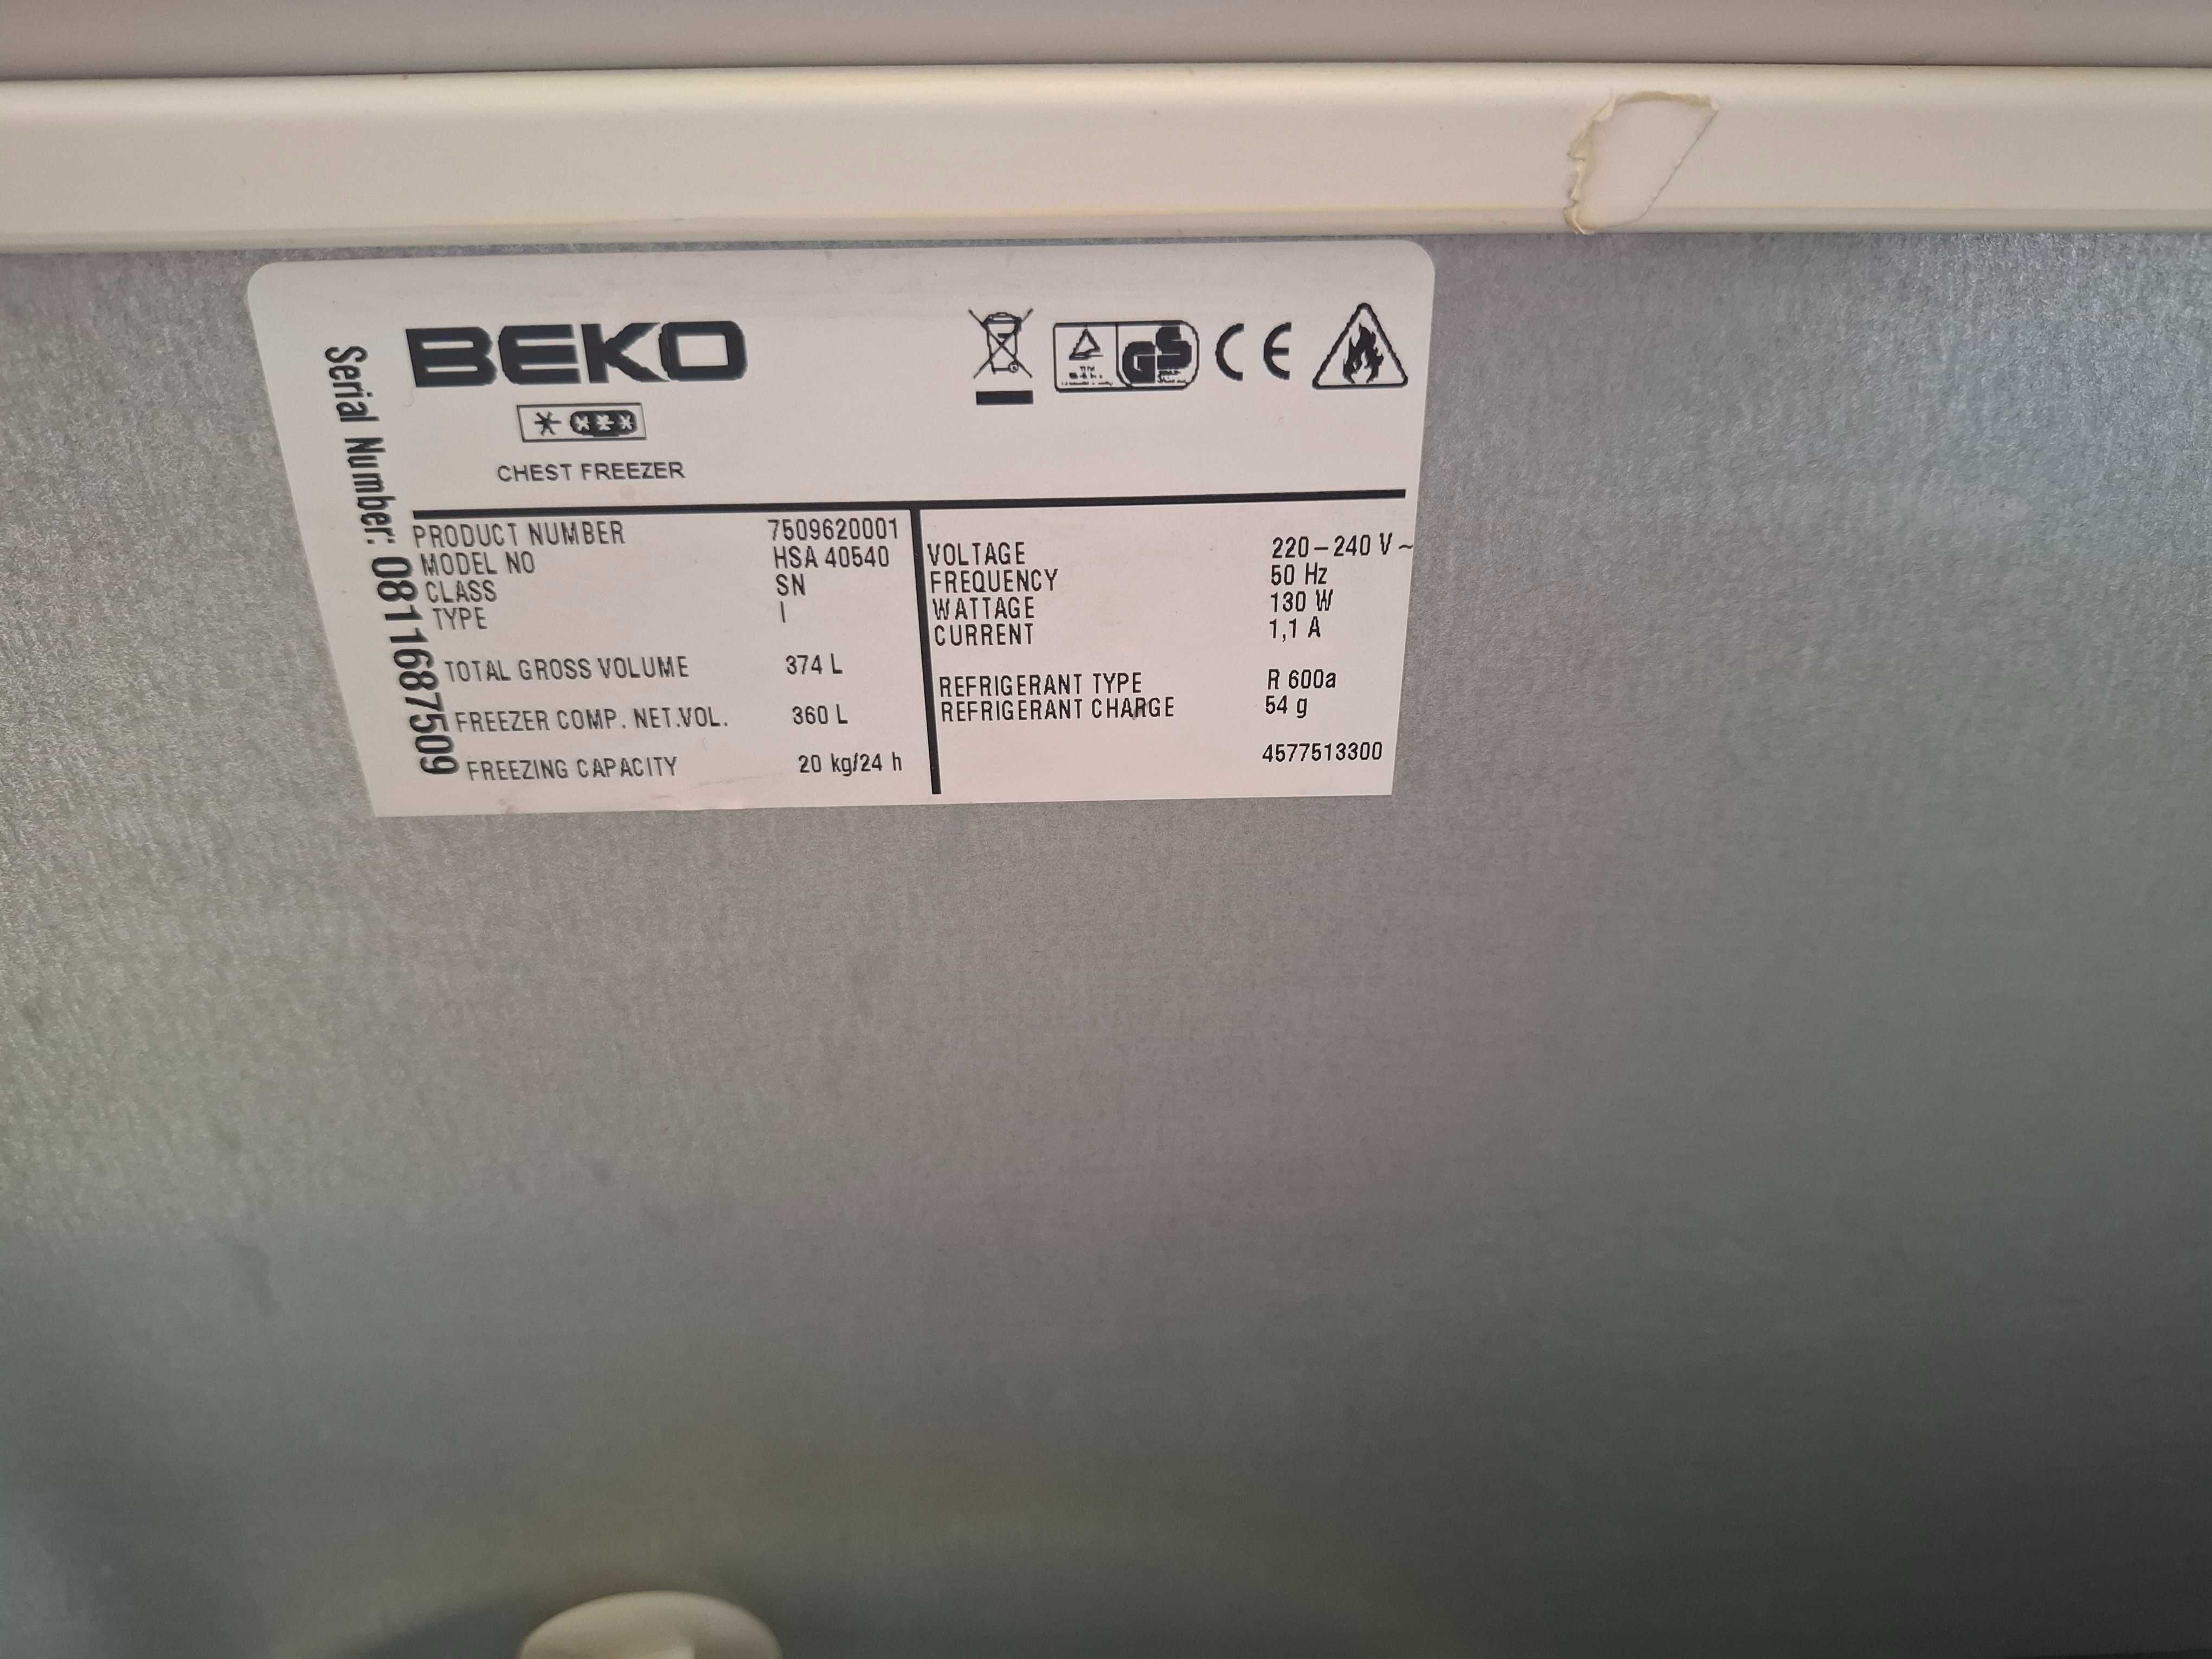 BEKO
CHEST FREEZER
Serial Number: 0811687509
PRODUCT NUMBER 7509620001
MODEL NO HSA 40540
CLASS SN
TYPE I
TOTAL GROSS VOLUME 374 L
FREEZER COMP. NET.VOL. 360 L
FREEZING CAPACITY 20 kg/24 h
GS
CE
VOLTAGE 220–240 V ~
FREQUENCY 50 Hz
WATTAGE 130 W
CURRENT 1,1 A
REFRIGERANT TYPE R 600a
REFRIGERANT CHARGE 54 g
4577513300